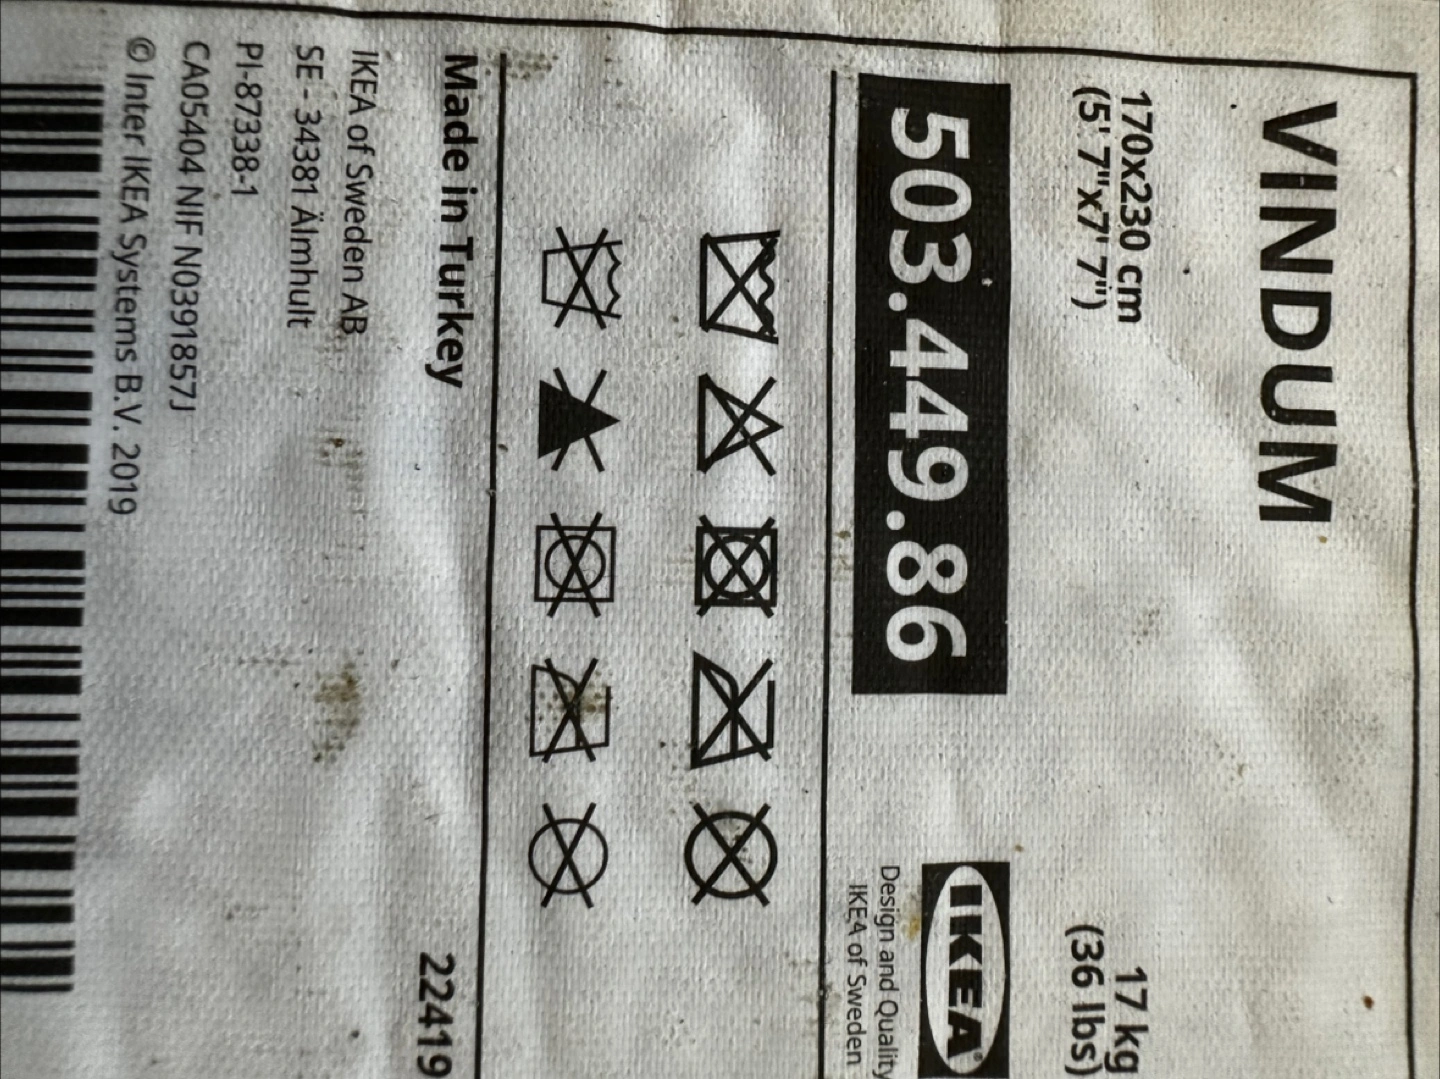 VINDUM
170x230 cm
(5' 7"x7' 7")
17 kg
(36 lbs)
503.449.86
IKEA®
Design and Quality
IKEA of Sweden
Made in Turkey
22419
IKEA of Sweden AB
SE - 34381 Älmhult
PI-87338-1
CA05404 NIF N0391857J
© Inter IKEA Systems B.V. 2019